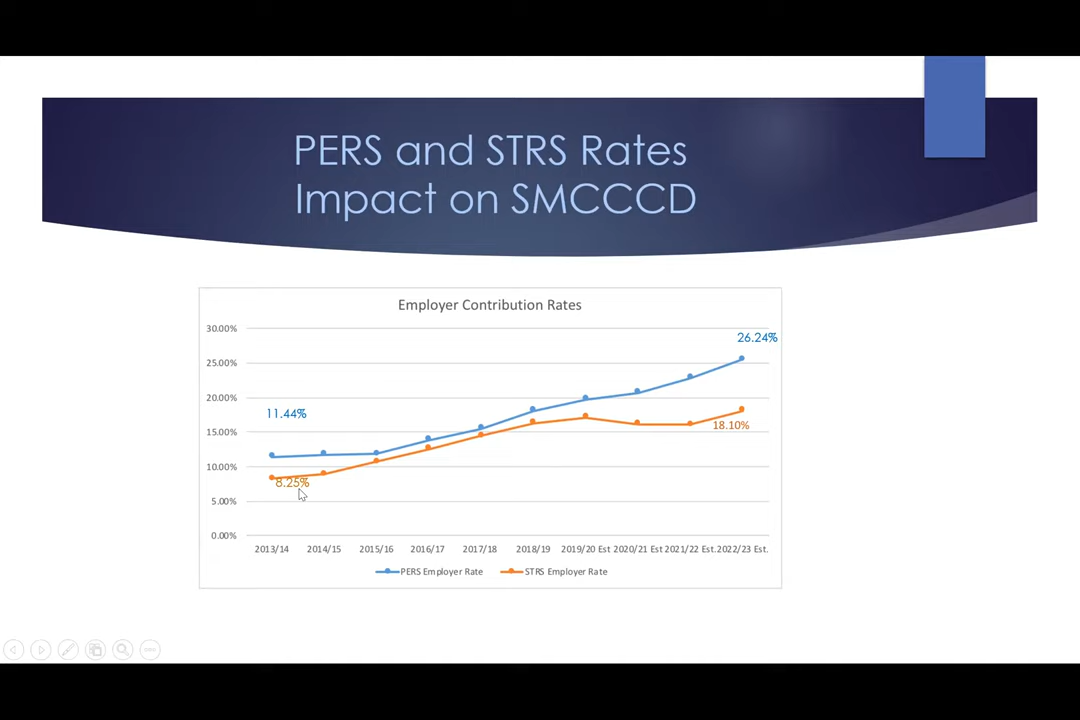 PERS and STRS Rates
Impact on SMCCCD
Employer Contribution Rates
30.00%
26.24%
25.00%
20.00%
11.44%
15.00%
18.10%
10.00%
8.25%
5.00%
0.00%
2013/14 2014/15 2015/16 2016/17 2017/18 2018/19 2019/20 Est 2020/21 Est 2021/22 Est. 2022/23 Est.
PERS Employer Rate STRS Employer Rate